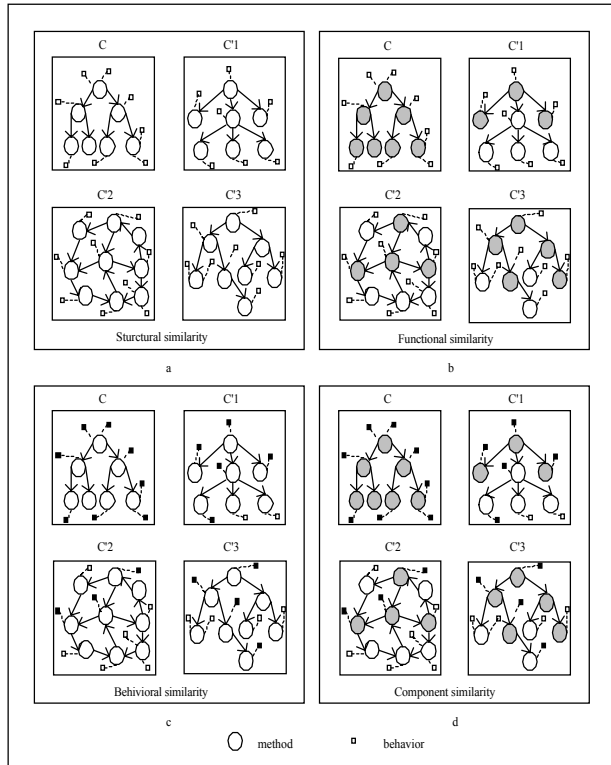 C C'1 C C'1
C'2 C'3 C'2 C'3
Sturctural similarity Functional similarity
a b
C C'1 C C'1
C'2 C'3 C'2 C'3
Behivioral similarity Component similarity
c d
method behavior